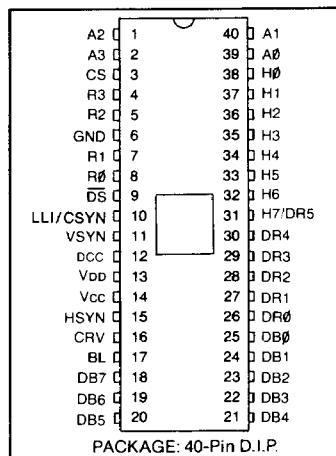 A2 1 40 A1
A3 2 39 AØ
CS 3 38 HØ
R3 4 37 H1
R2 5 36 H2
GND 6 35 H3
R1 7 34 H4
RØ 8 33 H5
DS 9 32 H6
LLI/CSYN 10 31 H7/DR5
VSYN 11 30 DR4
DCC 12 29 DR3
VDD 13 28 DR2
VCC 14 27 DR1
HSYN 15 26 DRØ
CRV 16 25 DBØ
BL 17 24 DB1
DB7 18 23 DB2
DB6 19 22 DB3
DB5 20 21 DB4
PACKAGE: 40-Pin D.I.P.